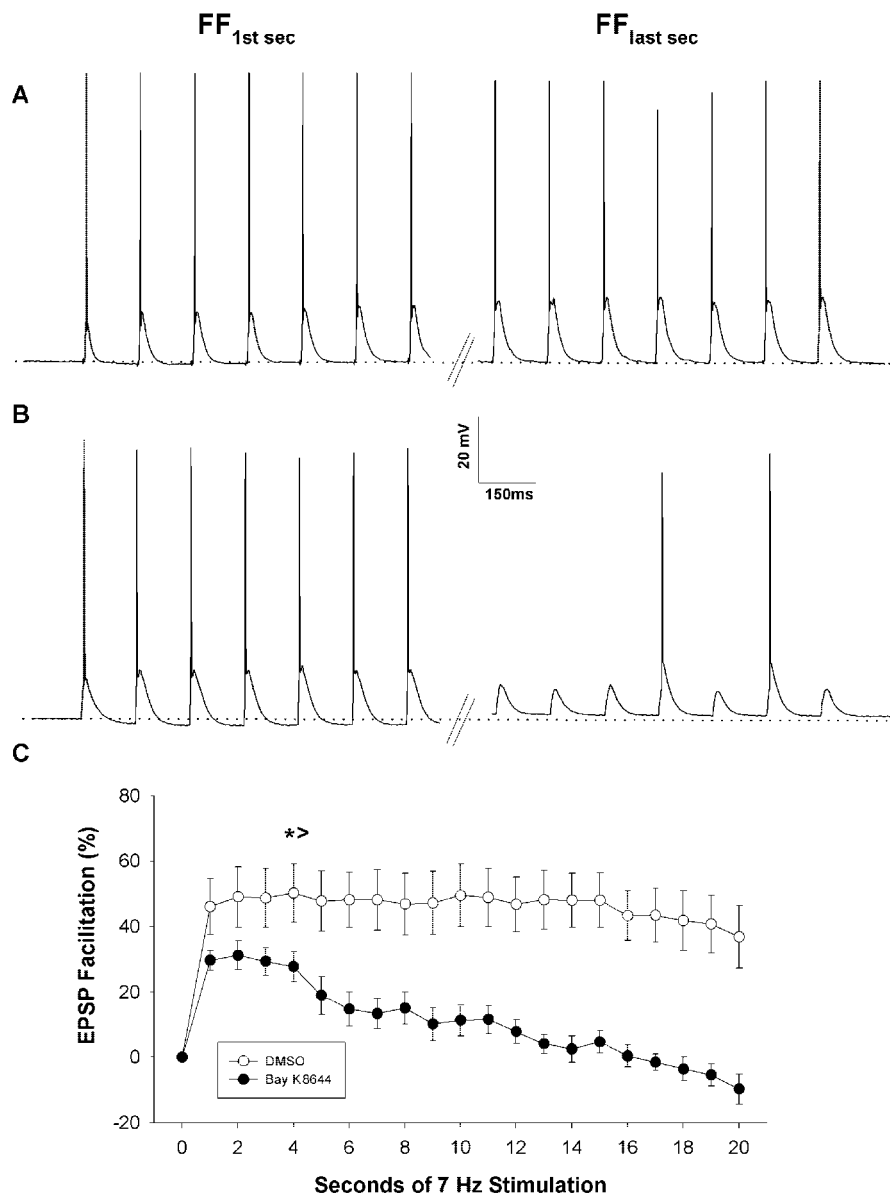 FF1st sec
FFlast sec
A
B
20 mV
150ms
C
EPSP Facilitation (%)
80
60
40
20
0
-20
*>
DMSO
Bay K8644
0 2 4 6 8 10 12 14 16 18 20
Seconds of 7 Hz Stimulation